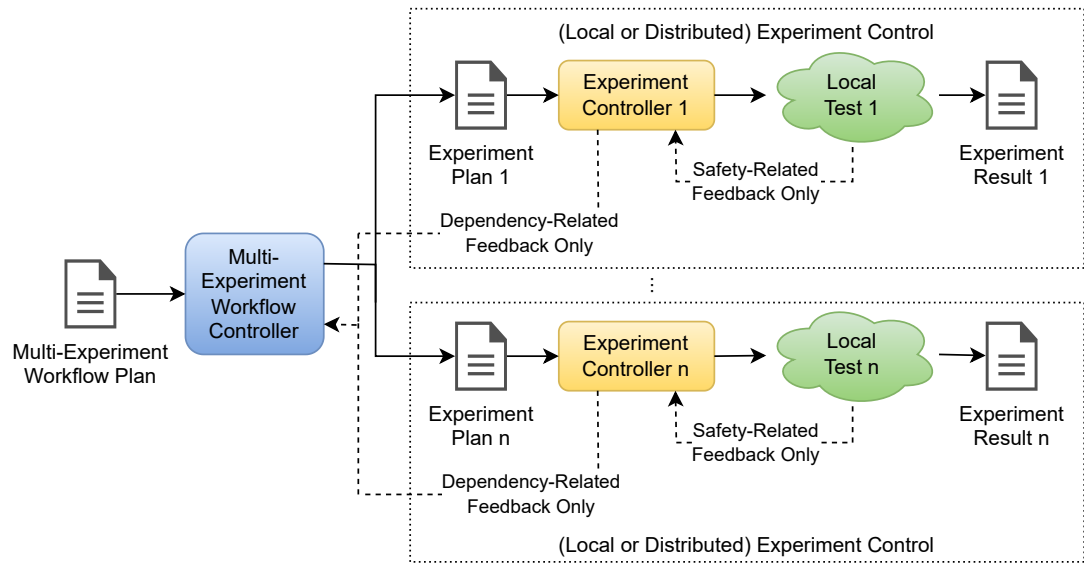 (Local or Distributed) Experiment Control
Experiment
Controller 1
Local
Test 1
Experiment
Plan 1
Safety-Related
Feedback Only
Experiment
Result 1
Dependency-Related
Feedback Only
Multi-
Experiment
Workflow
Controller
Multi-Experiment
Workflow Plan
...
Experiment
Controller n
Local
Test n
Experiment
Plan n
Safety-Related
Feedback Only
Experiment
Result n
Dependency-Related
Feedback Only
(Local or Distributed) Experiment Control